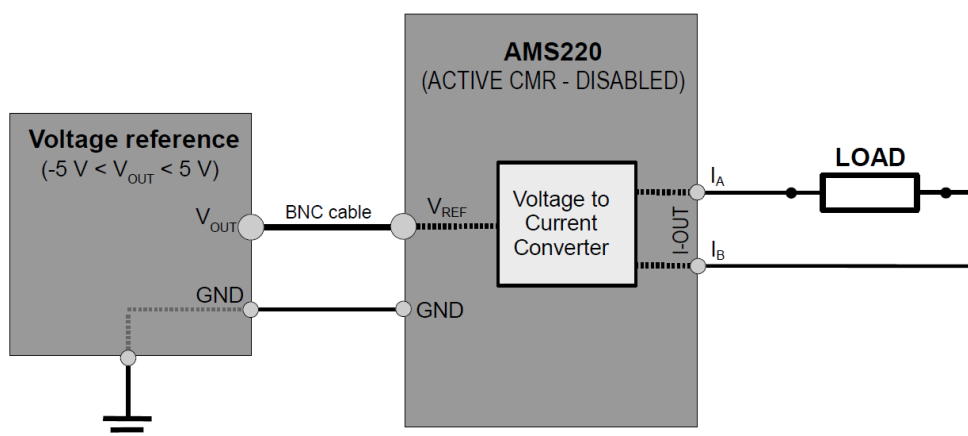 AMS220
(ACTIVE CMR - DISABLED)
Voltage reference
(-5 V < VOUT < 5 V)
VOUT
BNC cable
VREF
Voltage to
Current
Converter
I-OUT
IA
LOAD
IB
GND
GND